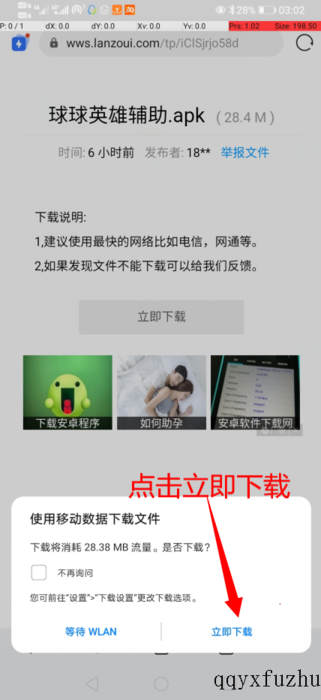 P: 0 / 1 dX: 0.0 dY: 0.0 Xv: 0.0 Yv: 0.0 Prs: 1.02 Size: 198.50
28% 03:02
wws.lanzoui.com/tp/iClSjrjo58d
球球英雄辅助.apk ( 28.4 M )
时间: 6 小时前 发布者: 18** 举报文件
下载说明:
1,建议使用最快的网络比如电信，网通等。
2,如果发现文件不能下载可以给我们反馈。
立即下载
下载安卓程序 如何助孕 安卓软件下载网
点击立即下载
使用移动数据下载文件
下载将消耗 28.38 MB 流量。是否下载？
不再询问
您可前往"设置">"下载设置"更改下载选项。
等待 WLAN 立即下载
qqyxfuzhu